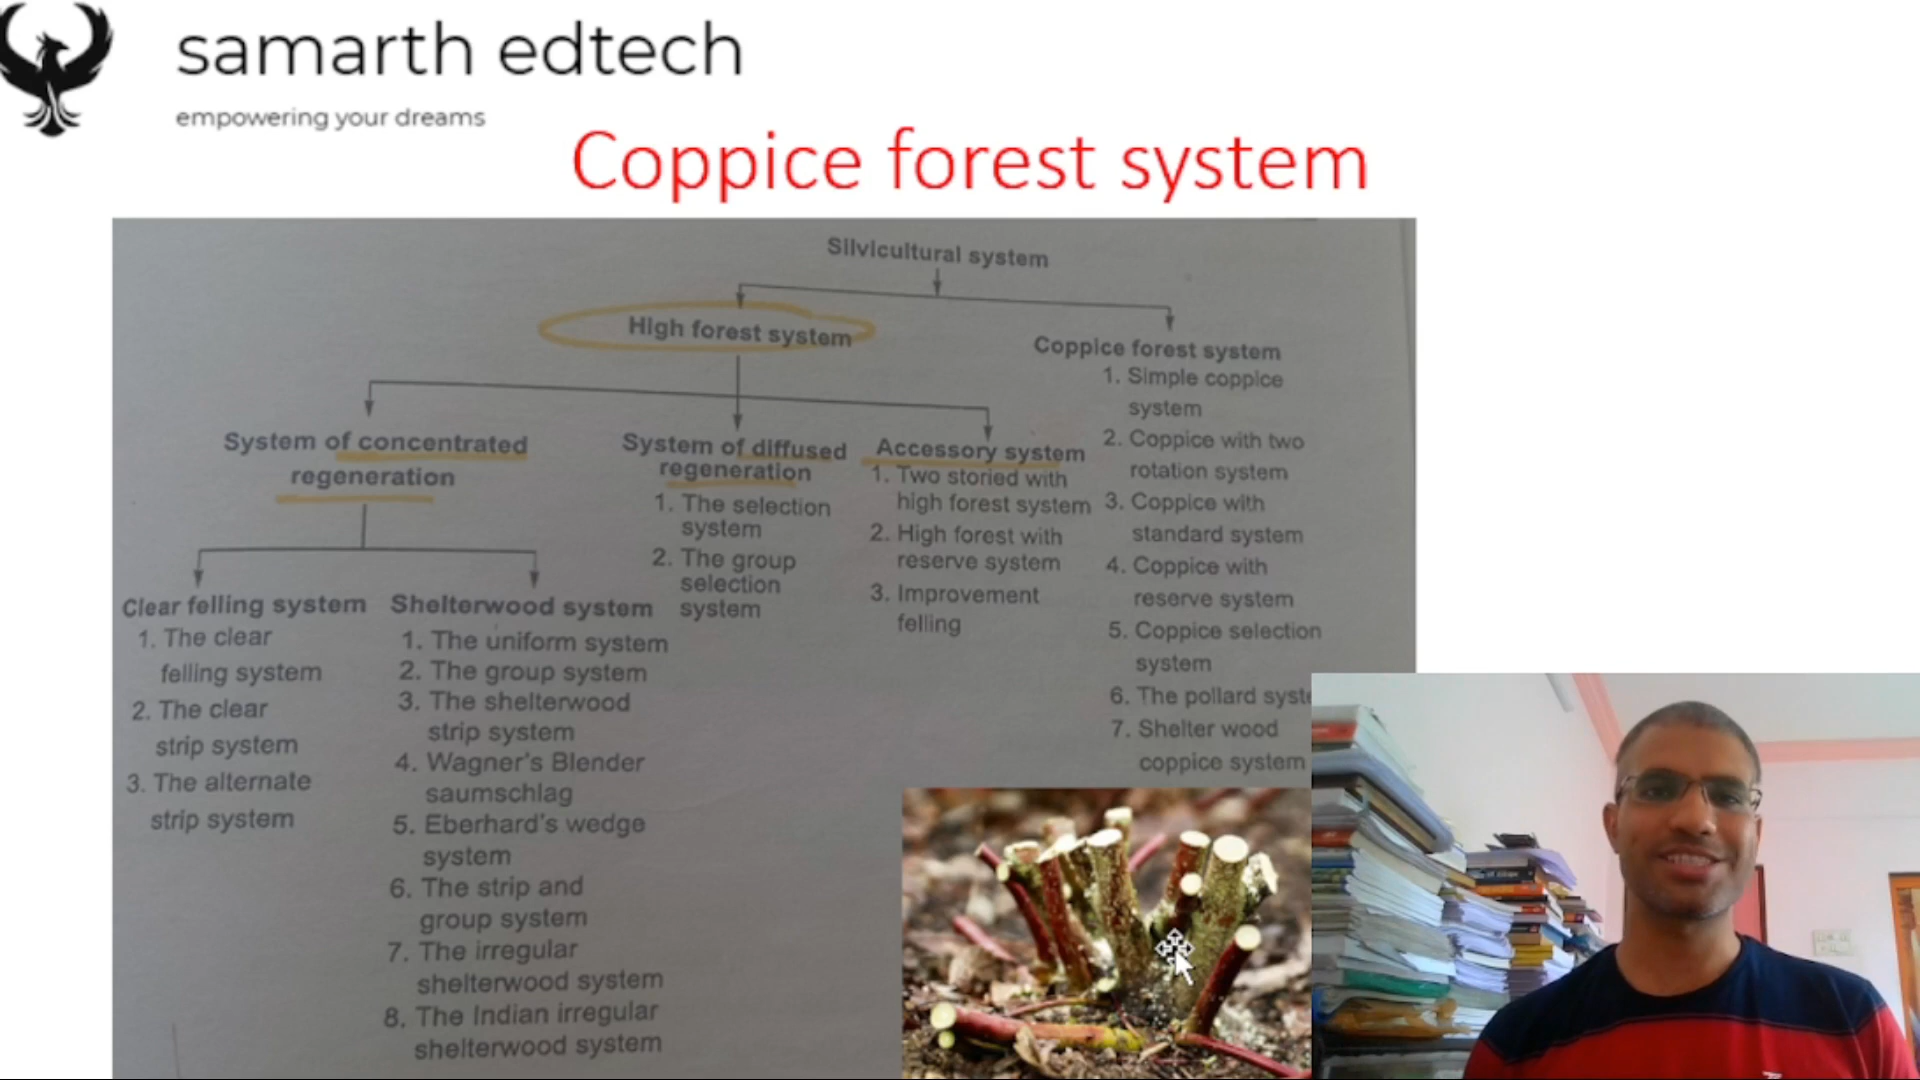 samarth edtech
empowering your dreams
Coppice forest system
Silvicultural system
High forest system
Coppice forest system
1. Simple coppice
system
2. Coppice with two
rotation system
3. Coppice with
standard system
4. Coppice with
reserve system
5. Coppice selection
system
6. The pollard
7. Shelter wood
coppice system
System of concentrated
regeneration
System of diffused
regeneration
1. The selection
system
2. The group
selection
system
Accessory system
1. Two storied with
high forest system
2. High forest with
reserve system
3. Improvement
felling
Clear felling system
1. The clear
felling system
2. The clear
strip system
3. The alternate
strip system
Shelterwood system
1. The uniform system
2. The group system
3. The shelterwood
strip system
4. Wagner's Blender
saumschlag
5. Eberhard's wedge
system
6. The strip and
group system
7. The irregular
shelterwood system
8. The Indian irregular
shelterwood system